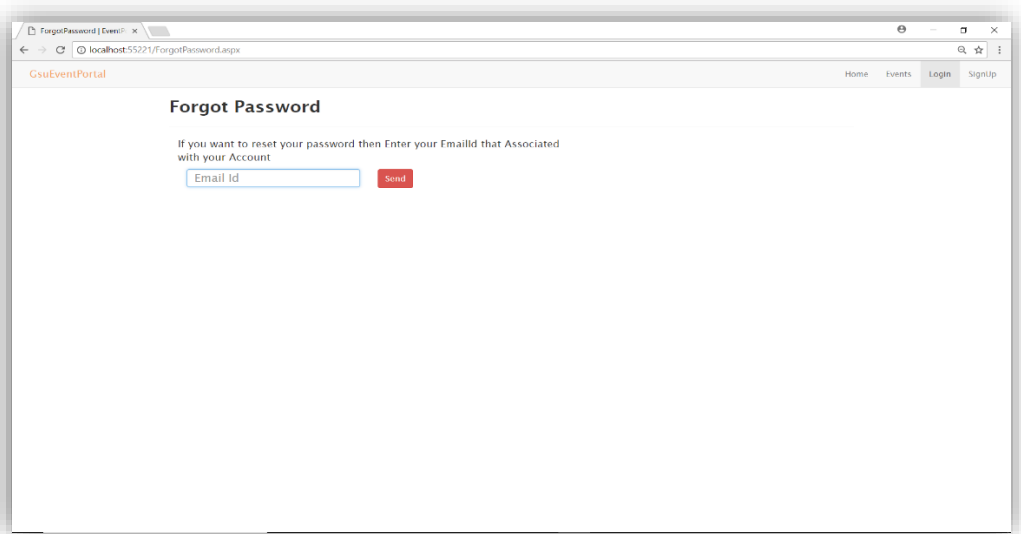 ForgotPassword | EventP
localhost:55221/ForgotPassword.aspx
GsuEventPortal
Home Events Login SignUp
Forgot Password
If you want to reset your password then Enter your EmailId that Associated
with your Account
Email Id Send